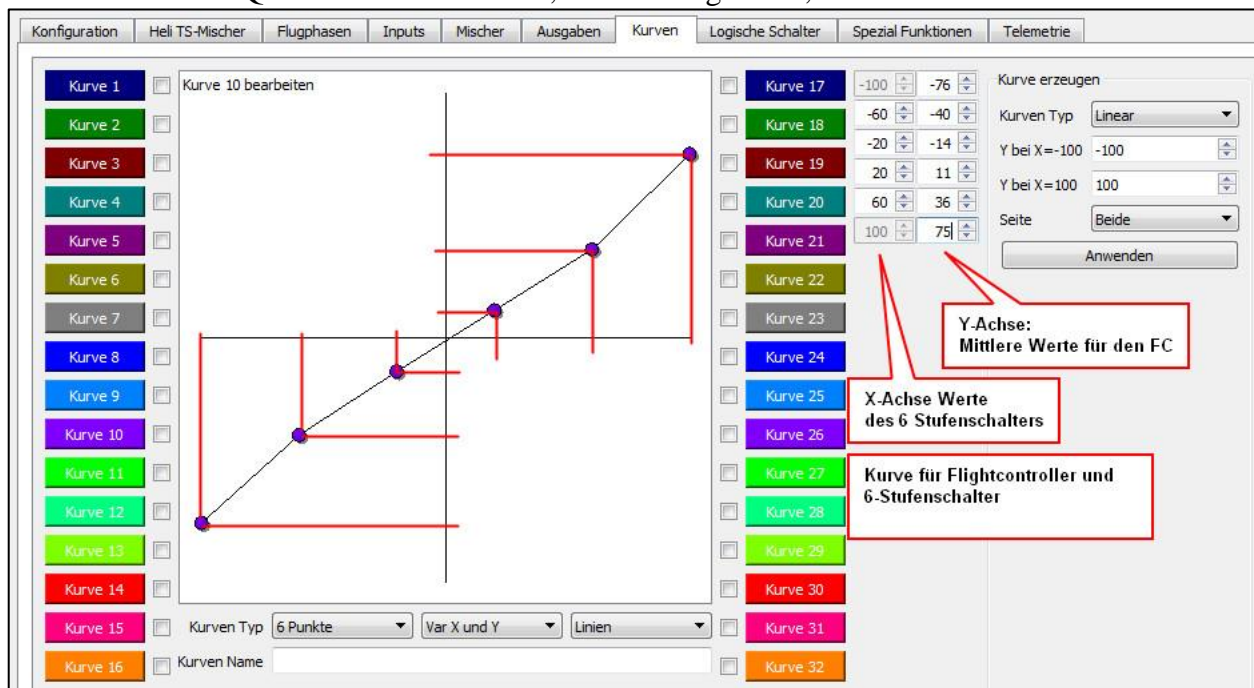 Konfiguration
Heli TS-Mischer
Flugphasen
Inputs
Mischer
Ausgaben
Kurven
Logische Schalter
Spezial Funktionen
Telemetrie
Kurve 1
Kurve 2
Kurve 3
Kurve 4
Kurve 5
Kurve 6
Kurve 7
Kurve 8
Kurve 9
Kurve 10
Kurve 11
Kurve 12
Kurve 13
Kurve 14
Kurve 15
Kurve 16
Kurve 10 bearbeiten
Kurven Typ 6 Punkte Var X und Y Linien
Kurven Name
Kurve 17
Kurve 18
Kurve 19
Kurve 20
Kurve 21
Kurve 22
Kurve 23
Kurve 24
Kurve 25
Kurve 26
Kurve 27
Kurve 28
Kurve 29
Kurve 30
Kurve 31
Kurve 32
-100 -76
-60 -40
-20 -14
20 11
60 36
100 75
Kurve erzeugen
Kurven Typ Linear
Y bei X=-100 -100
Y bei X=100 100
Seite Beide
Anwenden
Y-Achse:
Mittlere Werte für den FC
X-Achse Werte
des 6 Stufenschalters
Kurve für Flightcontroller und
6-Stufenschalter